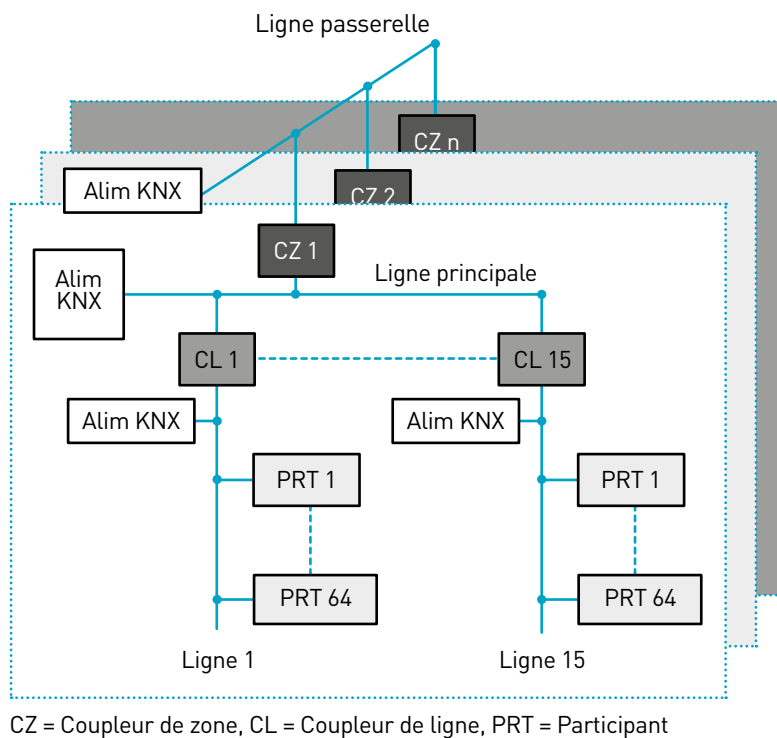 Ligne passerelle
CZ n
Alim KNX
CZ 2
CZ 1
Alim
KNX
Ligne principale
CL 1
CL 15
Alim KNX
Alim KNX
PRT 1
PRT 1
PRT 64
PRT 64
Ligne 1
Ligne 15
CZ = Coupleur de zone, CL = Coupleur de ligne, PRT = Participant